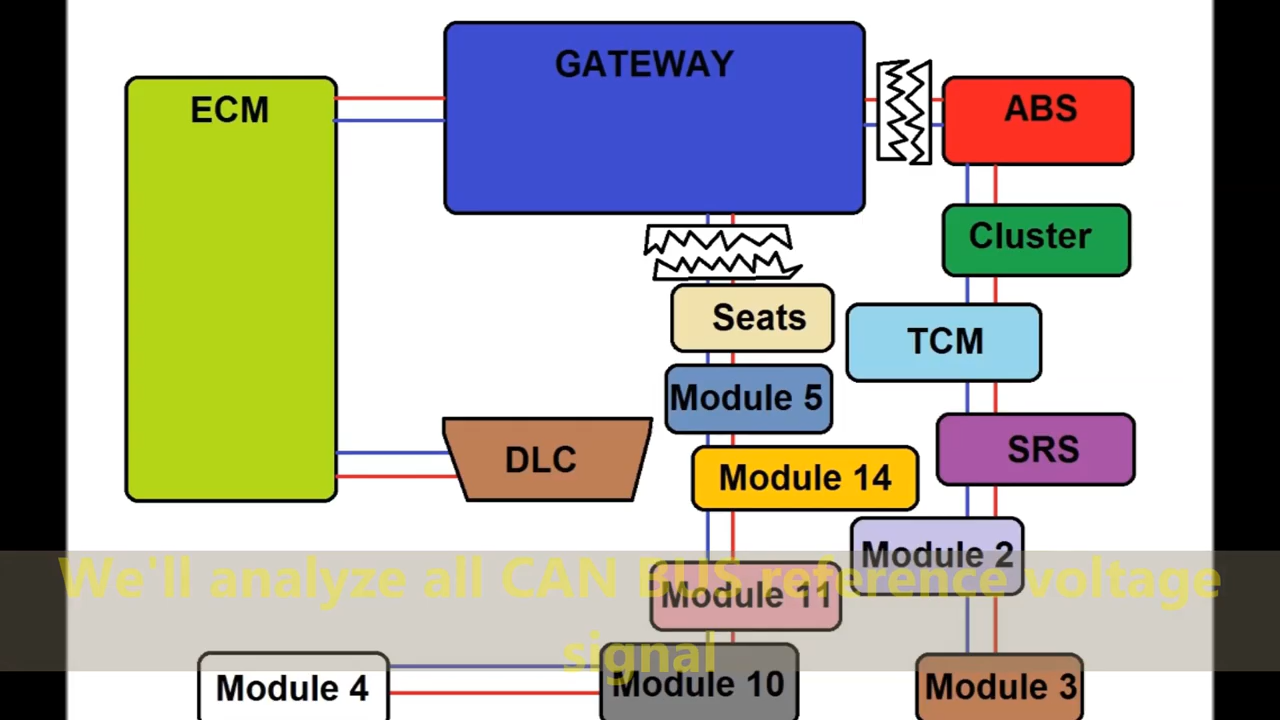 GATEWAY
ECM
ABS
Cluster
Seats
TCM
Module 5
SRS
DLC
Module 14
Module 2
We'll analyze all CAN BUS reference voltage
signal
Module 11
Module 4
Module 10
Module 3